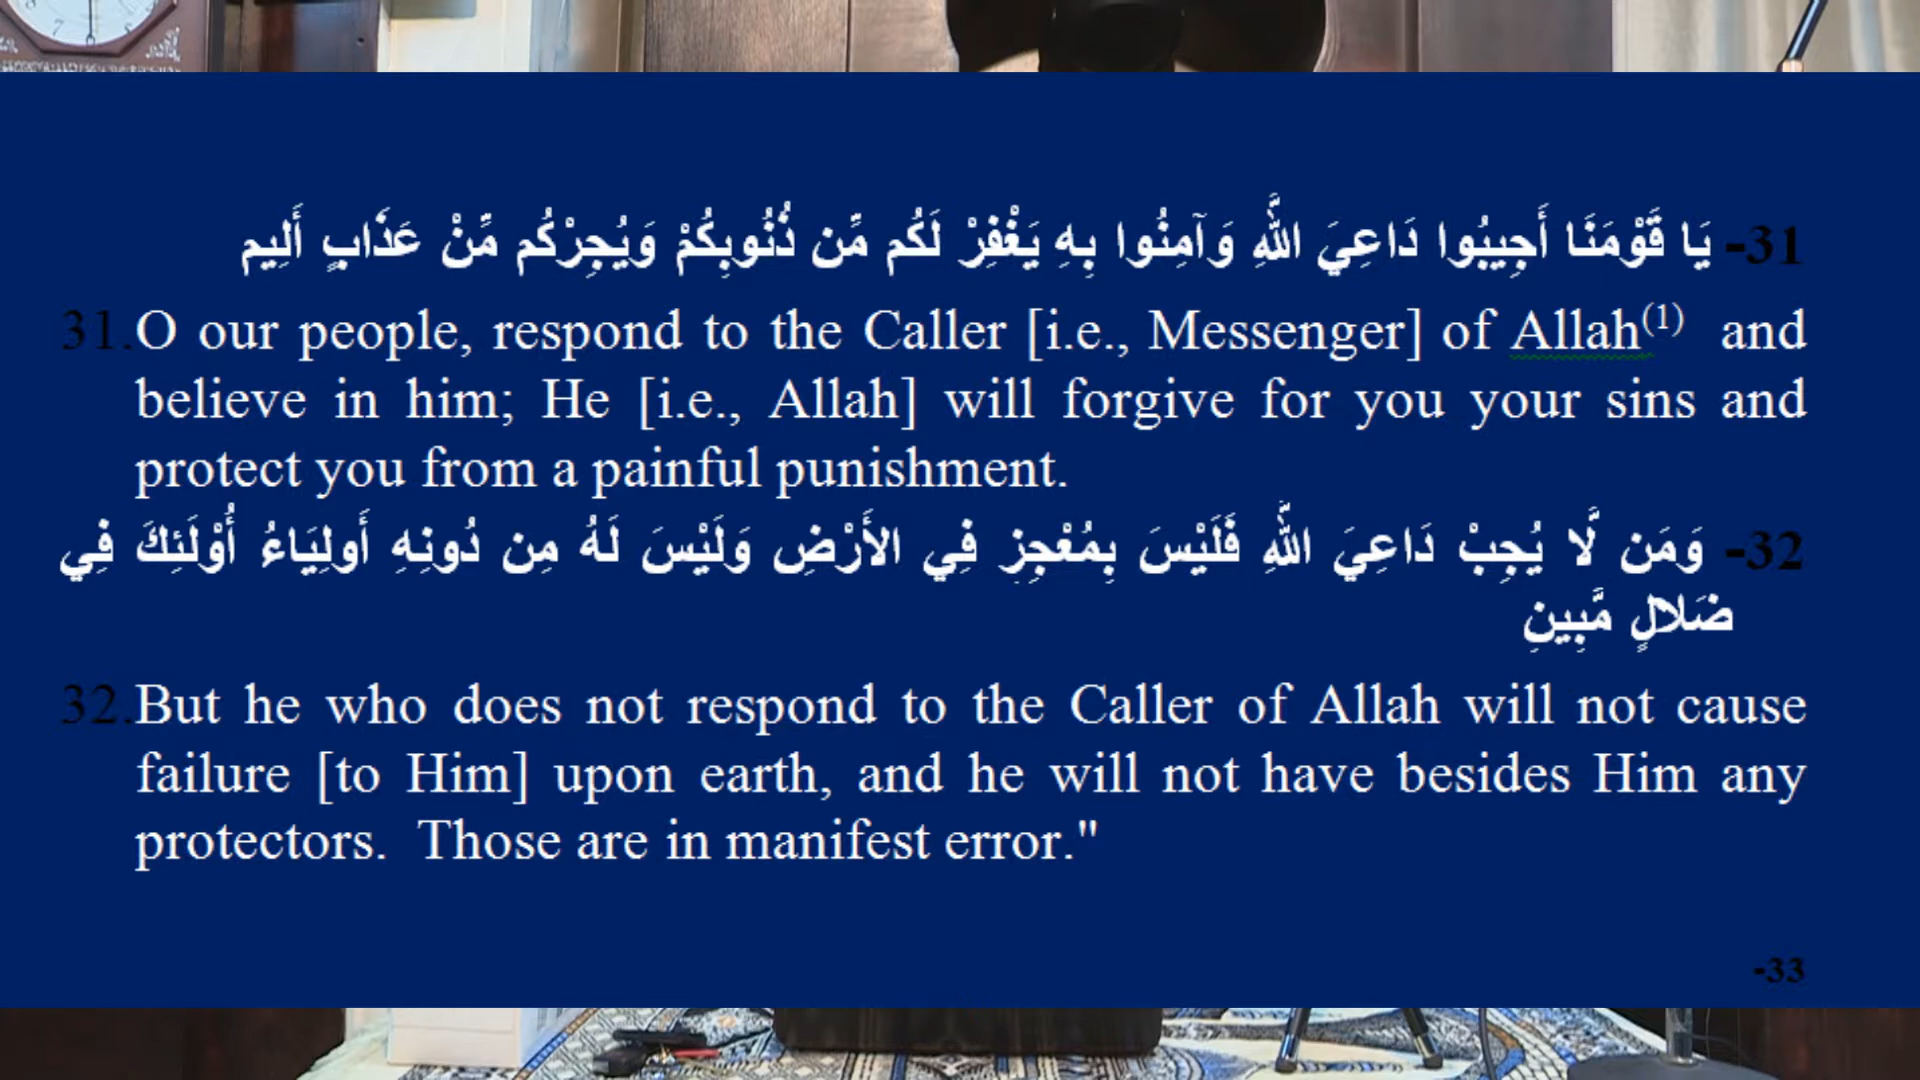 31- يَا قَوْمَنَا أَجِيبُوا دَاعِيَ اللَّهِ وَآمِنُوا بِهِ يَغْفِرْ لَكُم مِّن ذُنُوبِكُمْ وَيُجِرْكُم مِّنْ عَذَابٍ أَلِيم
31.O our people, respond to the Caller [i.e., Messenger] of Allah(1) and
believe in him; He [i.e., Allah] will forgive for you your sins and
protect you from a painful punishment.
32- وَمَن لَّا يُجِبْ دَاعِيَ اللَّهِ فَلَيْسَ بِمُعْجِزِ فِي الأَرْضِ وَلَيْسَ لَهُ مِن دُونِهِ أَولِيَاءُ أُوْلَئِكَ فِي
ضَلالٍ مَّبِينِ
32.But he who does not respond to the Caller of Allah will not cause
failure [to Him] upon earth, and he will not have besides Him any
protectors. Those are in manifest error."
-33